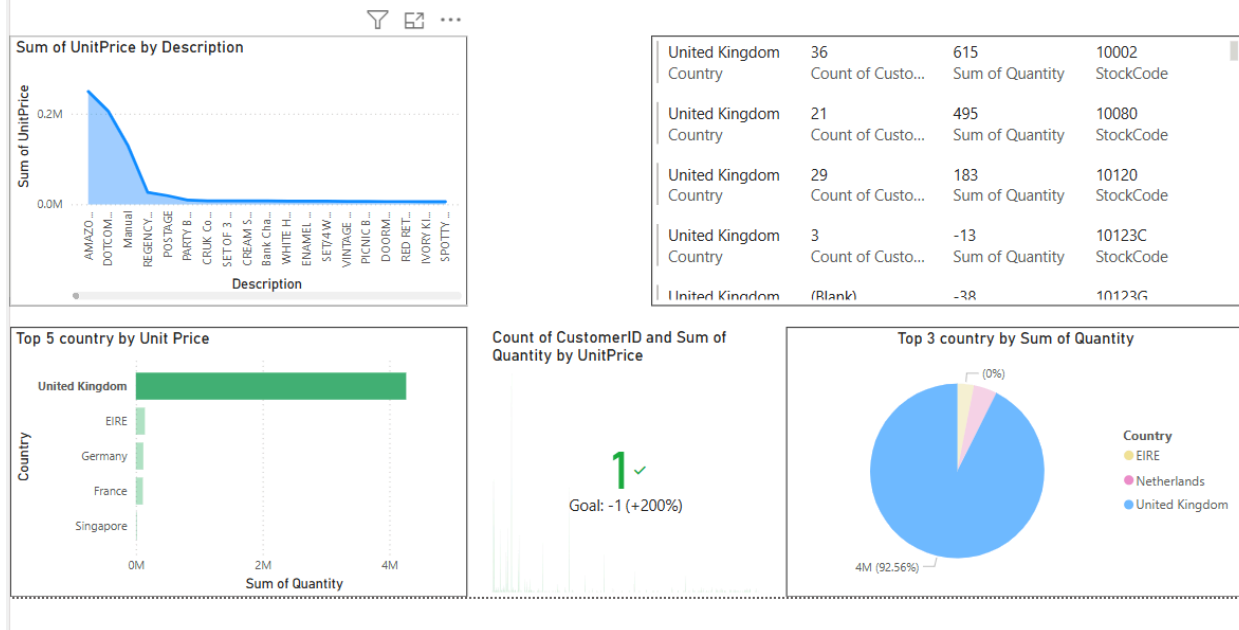 Sum of UnitPrice by Description
Sum of UnitPrice
0.2M
0.0M
AMAZO...
DOTCOM...
Manual
REGENCY...
POSTAGE
PARTY B...
CRUK Co...
SET OF 3 ...
CREAM S...
Bank Cha...
WHITE H...
ENAMEL ...
SET/4 W...
VINTAGE ...
PICNIC B...
DOORM...
RED RET...
IVORY KI...
SPOTTY ...
Description
United Kingdom 36 615 10002
Country Count of Custo... Sum of Quantity StockCode
United Kingdom 21 495 10080
Country Count of Custo... Sum of Quantity StockCode
United Kingdom 29 183 10120
Country Count of Custo... Sum of Quantity StockCode
United Kingdom 3 -13 10123C
Country Count of Custo... Sum of Quantity StockCode
United Kingdom (Blank) -38 10123G
Top 5 country by Unit Price
Country
United Kingdom
EIRE
Germany
France
Singapore
0M 2M 4M
Sum of Quantity
Count of CustomerID and Sum of
Quantity by UnitPrice
1
Goal: -1 (+200%)
Top 3 country by Sum of Quantity
(0%)
4M (92.56%)
Country
EIRE
Netherlands
United Kingdom